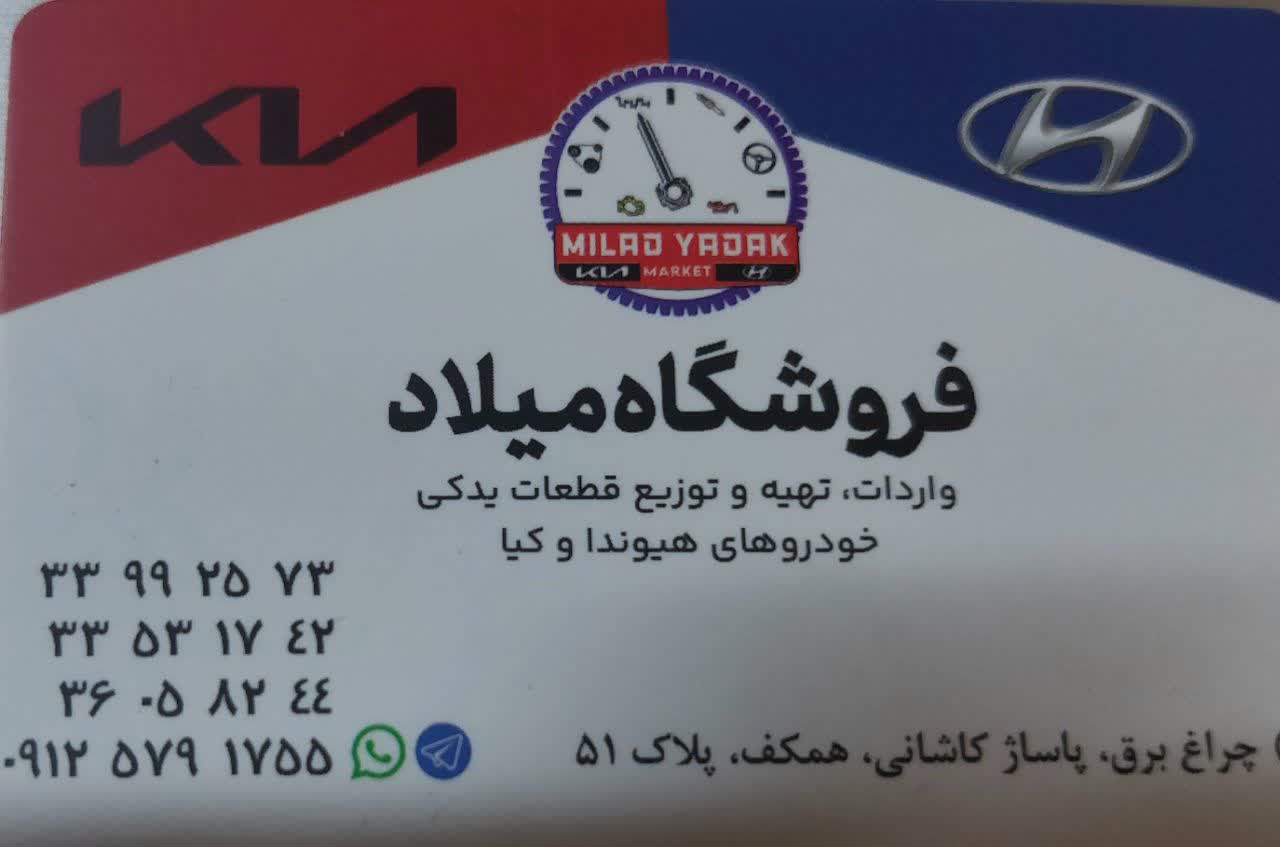 KIA
MILAD YADAK
KIA MARKET
فروشگاه میلاد
واردات، تهیه و توزیع قطعات یدکی
خودروهای هیوندا و کیا
۳۳ ۹۹ ۲۵ ۷۳
۳۳ ۵۳ ۱۷ ۴۲
۳۶ ۰۵ ۸۲ ۴۴
۰۹۱۲ ۵۷۹ ۱۷۵۵
چراغ برق، پاساژ کاشانی، همکف، پلاک ۵۱